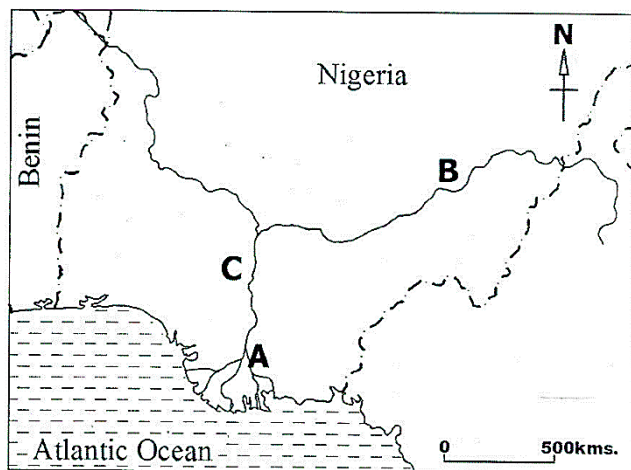 N
Nigeria
Benin
B
C
A
Atlantic Ocean
0 500kms.